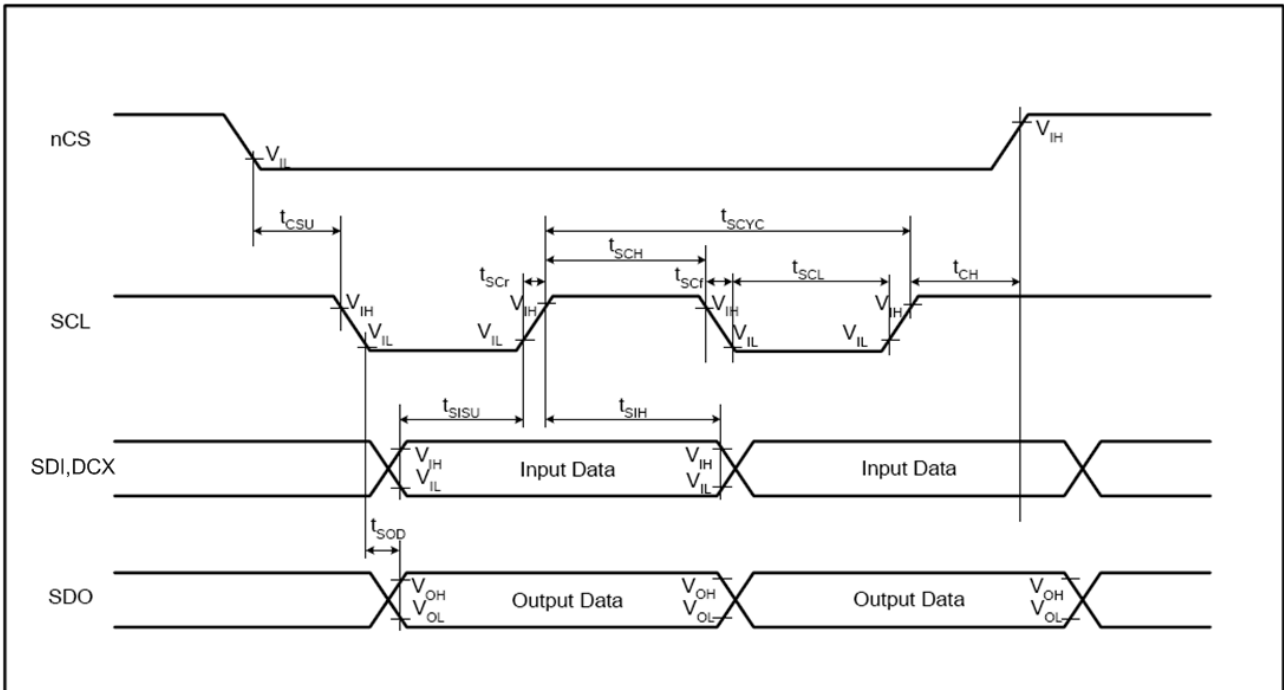 nCS
V_IL
V_IH
t_CSU
t_SCYC
t_SCH
t_SCr
t_SCf
t_SCL
t_CH
SCL
V_IH
V_IH
V_IH
V_IH
V_IL
V_IL
V_IL
V_IL
t_SISU
t_SIH
SDI,DCX
V_IH
V_IL
Input Data
V_IH
V_IL
Input Data
t_SOD
SDO
V_OH
V_OL
Output Data
V_OH
V_OL
Output Data
V_OH
V_OL